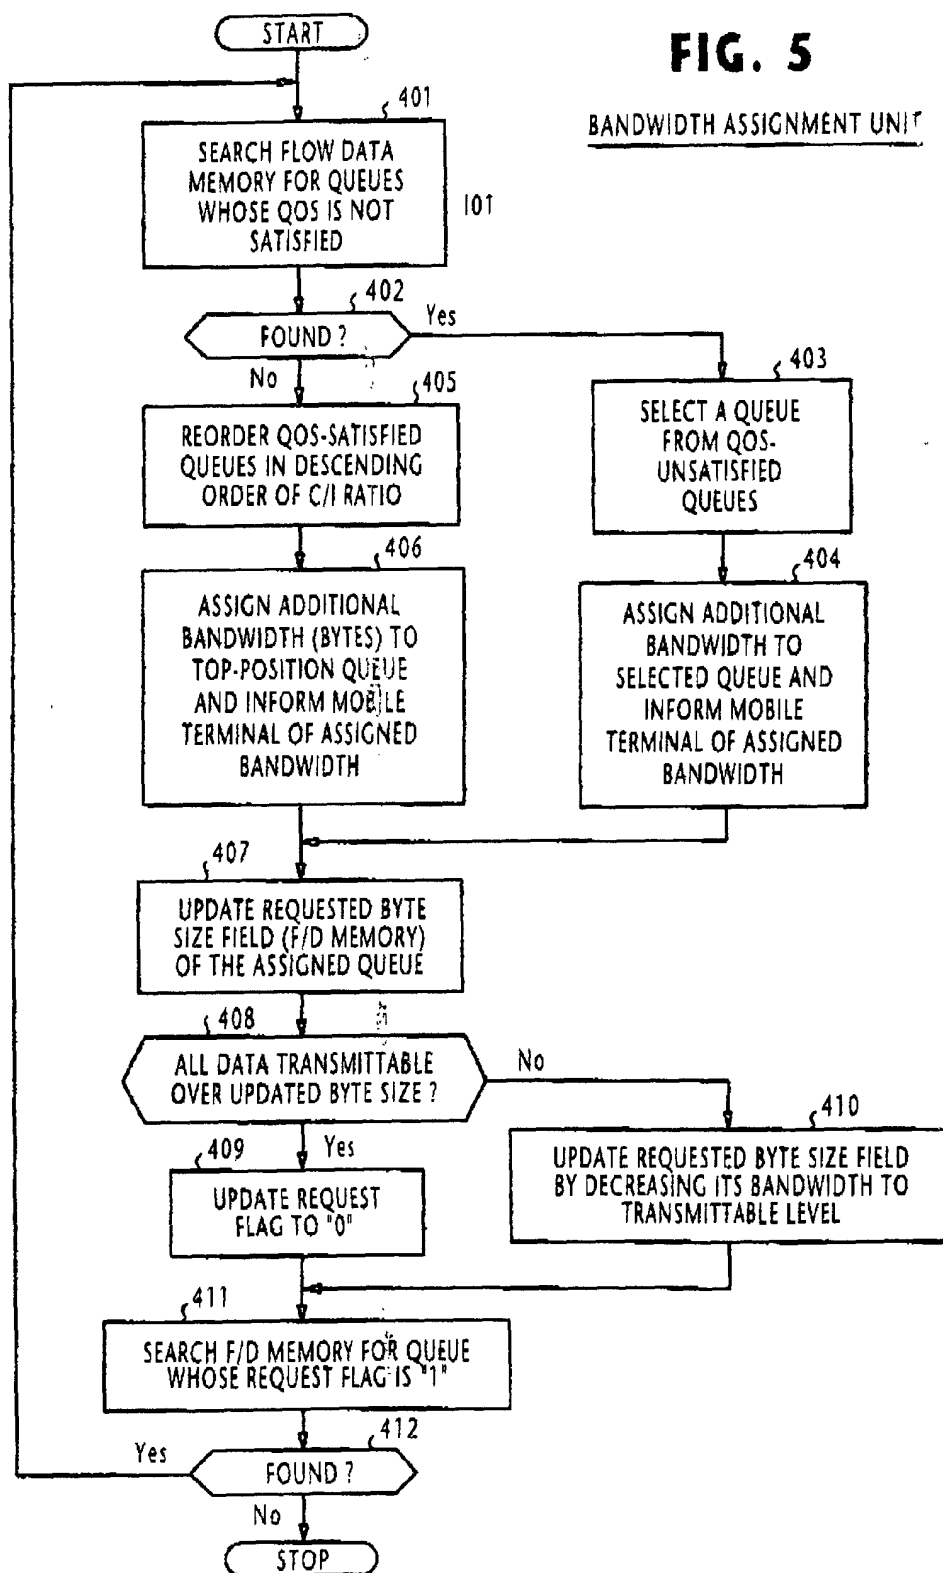 START
FIG. 5
BANDWIDTH ASSIGNMENT UNIT
401
SEARCH FLOW DATA
MEMORY FOR QUEUES
WHOSE QOS IS NOT
SATISFIED
101
402
FOUND ?
Yes
No
403
SELECT A QUEUE
FROM QOS-
UNSATISFIED
QUEUES
405
REORDER QOS-SATISFIED
QUEUES IN DESCENDING
ORDER OF C/I RATIO
404
ASSIGN ADDITIONAL
BANDWIDTH TO
SELECTED QUEUE AND
INFORM MOBILE
TERMINAL OF ASSIGNED
BANDWIDTH
406
ASSIGN ADDITIONAL
BANDWIDTH (BYTES) TO
TOP-POSITION QUEUE
AND INFORM MOBILE
TERMINAL OF ASSIGNED
BANDWIDTH
407
UPDATE REQUESTED BYTE
SIZE FIELD (F/D MEMORY)
OF THE ASSIGNED QUEUE
408
ALL DATA TRANSMITTABLE
OVER UPDATED BYTE SIZE ?
No
Yes
410
UPDATE REQUESTED BYTE SIZE FIELD
BY DECREASING ITS BANDWIDTH TO
TRANSMITTABLE LEVEL
409
UPDATE REQUEST
FLAG TO "0"
411
SEARCH F/D MEMORY FOR QUEUE
WHOSE REQUEST FLAG IS "1"
412
Yes
FOUND ?
No
STOP